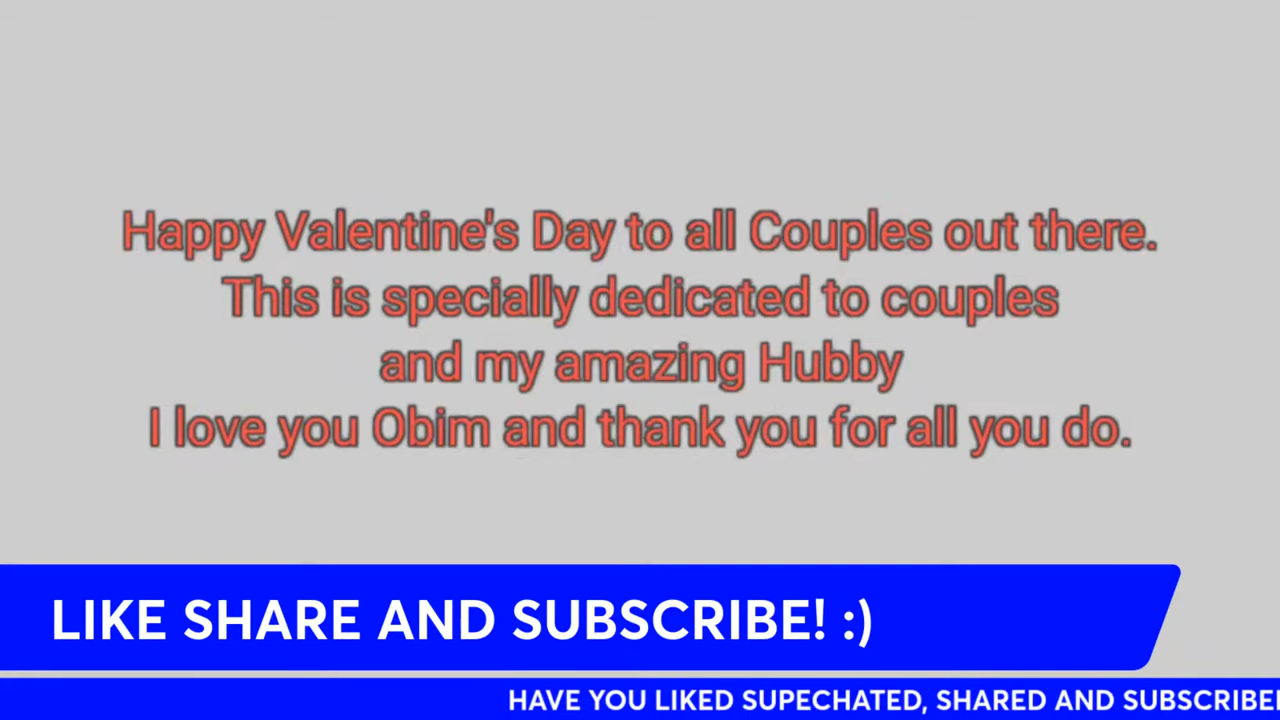 Happy Valentine's Day to all Couples out there.
This is specially dedicated to couples
and my amazing Hubby
I love you Obim and thank you for all you do.
LIKE SHARE AND SUBSCRIBE! :)
HAVE YOU LIKED SUPECHATED, SHARED AND